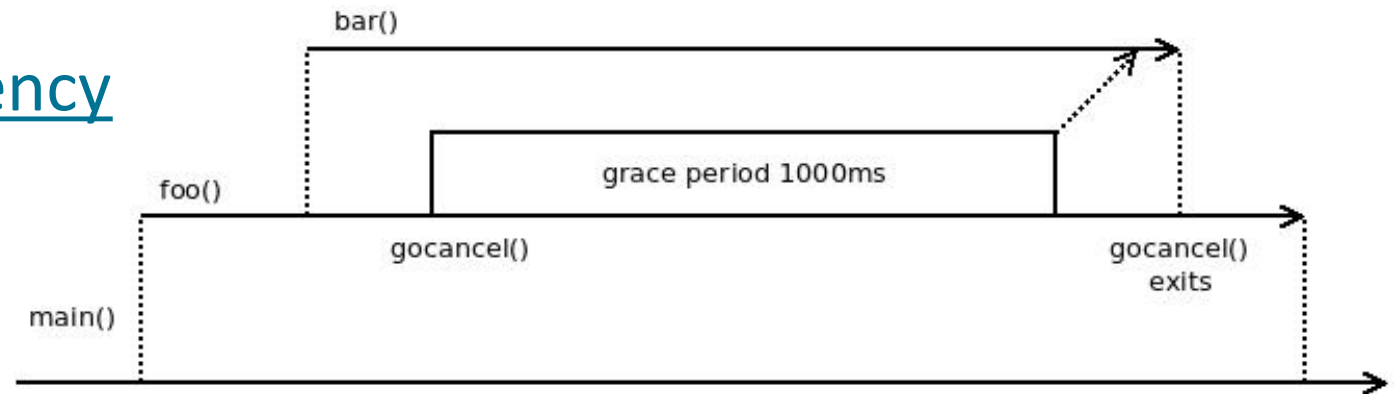 bar()
ency
grace period 1000ms
foo()
gocancel()
gocancel()
exits
main()